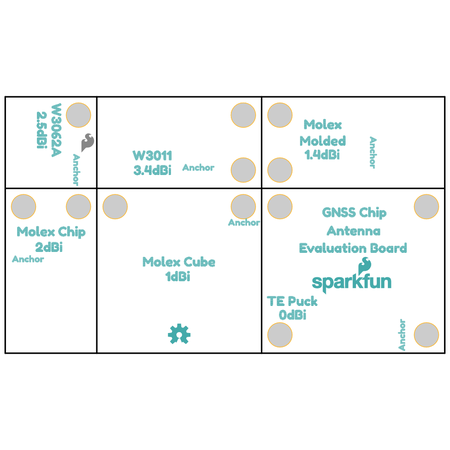 W3062A
2.5dBi
Anchor
W3011
3.4dBi
Anchor
Molex
Molded
1.4dBi
Anchor
Molex Chip
2dBi
Anchor
Anchor
Molex Cube
1dBi
GNSS Chip
Antenna
Evaluation Board
sparkfun
TE Puck
0dBi
Anchor